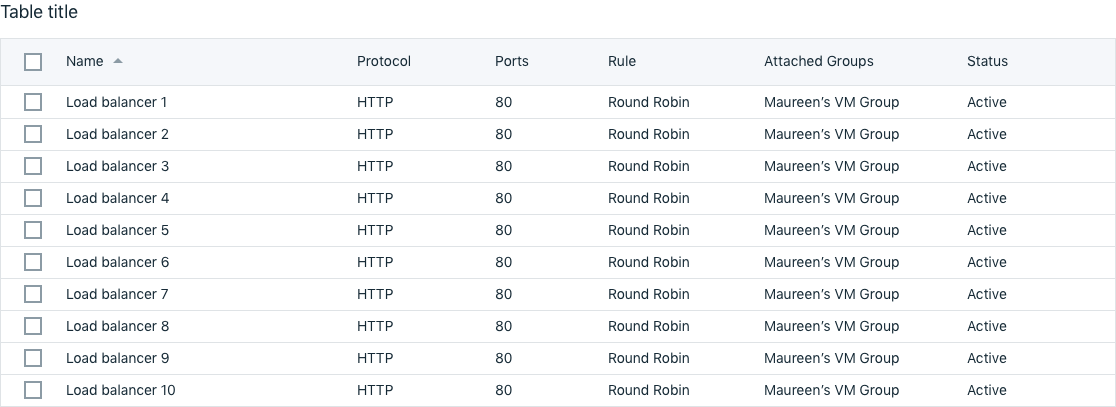 Table title
Name Protocol Ports Rule Attached Groups Status
Load balancer 1 HTTP 80 Round Robin Maureen’s VM Group Active
Load balancer 2 HTTP 80 Round Robin Maureen’s VM Group Active
Load balancer 3 HTTP 80 Round Robin Maureen’s VM Group Active
Load balancer 4 HTTP 80 Round Robin Maureen’s VM Group Active
Load balancer 5 HTTP 80 Round Robin Maureen’s VM Group Active
Load balancer 6 HTTP 80 Round Robin Maureen’s VM Group Active
Load balancer 7 HTTP 80 Round Robin Maureen’s VM Group Active
Load balancer 8 HTTP 80 Round Robin Maureen’s VM Group Active
Load balancer 9 HTTP 80 Round Robin Maureen’s VM Group Active
Load balancer 10 HTTP 80 Round Robin Maureen’s VM Group Active